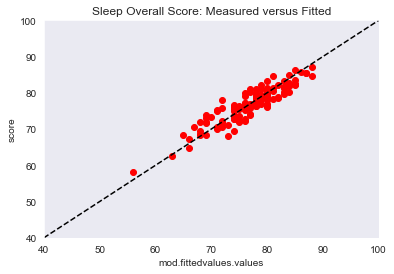 Sleep Overall Score: Measured versus Fitted
100
90
80
70
60
50
40
score
40 50 60 70 80 90 100
mod.fittedvalues.values